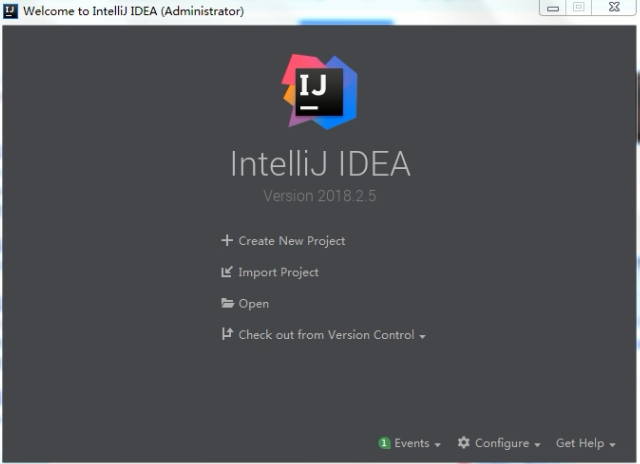 Welcome to IntelliJ IDEA (Administrator)
IJ
IntelliJ IDEA
Version 2018.2.5
Create New Project
Import Project
Open
Check out from Version Control
1 Events
Configure
Get Help